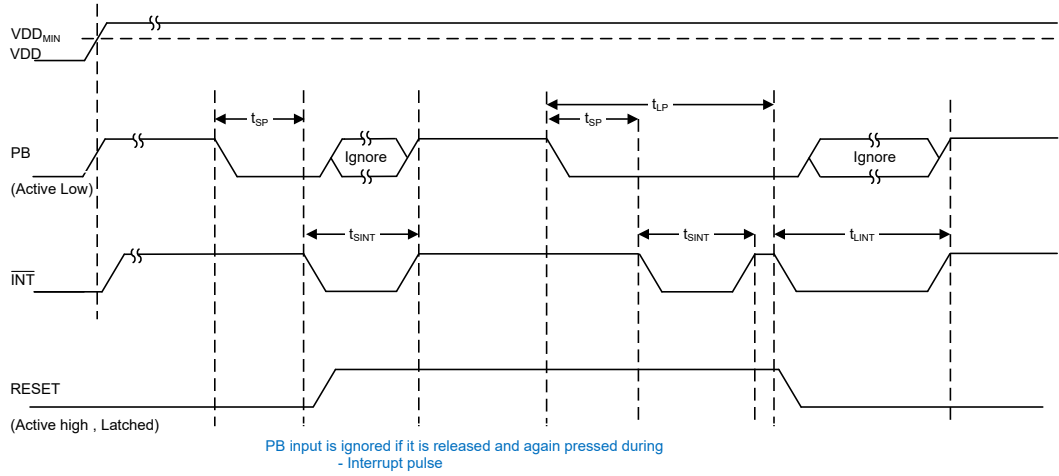 VDDMIN
VDD
tLP
tSP
tSP
PB
Ignore
Ignore
(Active Low)
tSINT
tSINT
tLINT
INT
RESET
(Active high , Latched)
PB input is ignored if it is released and again pressed during
- Interrupt pulse